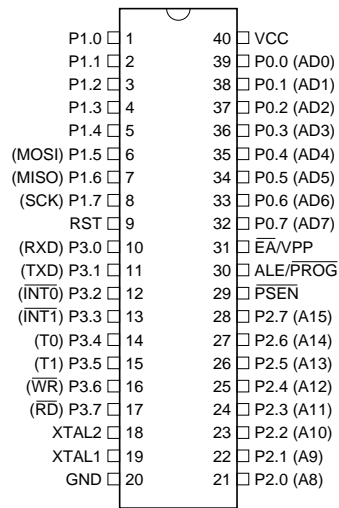 P1.0 1 40 VCC
P1.1 2 39 P0.0 (AD0)
P1.2 3 38 P0.1 (AD1)
P1.3 4 37 P0.2 (AD2)
P1.4 5 36 P0.3 (AD3)
(MOSI) P1.5 6 35 P0.4 (AD4)
(MISO) P1.6 7 34 P0.5 (AD5)
(SCK) P1.7 8 33 P0.6 (AD6)
RST 9 32 P0.7 (AD7)
(RXD) P3.0 10 31 E̅A̅/VPP
(TXD) P3.1 11 30 ALE/P̅R̅O̅G̅
(I̅N̅T̅0̅) P3.2 12 29 P̅S̅E̅N̅
(I̅N̅T̅1̅) P3.3 13 28 P2.7 (A15)
(T0) P3.4 14 27 P2.6 (A14)
(T1) P3.5 15 26 P2.5 (A13)
(W̅R̅) P3.6 16 25 P2.4 (A12)
(R̅D̅) P3.7 17 24 P2.3 (A11)
XTAL2 18 23 P2.2 (A10)
XTAL1 19 22 P2.1 (A9)
GND 20 21 P2.0 (A8)